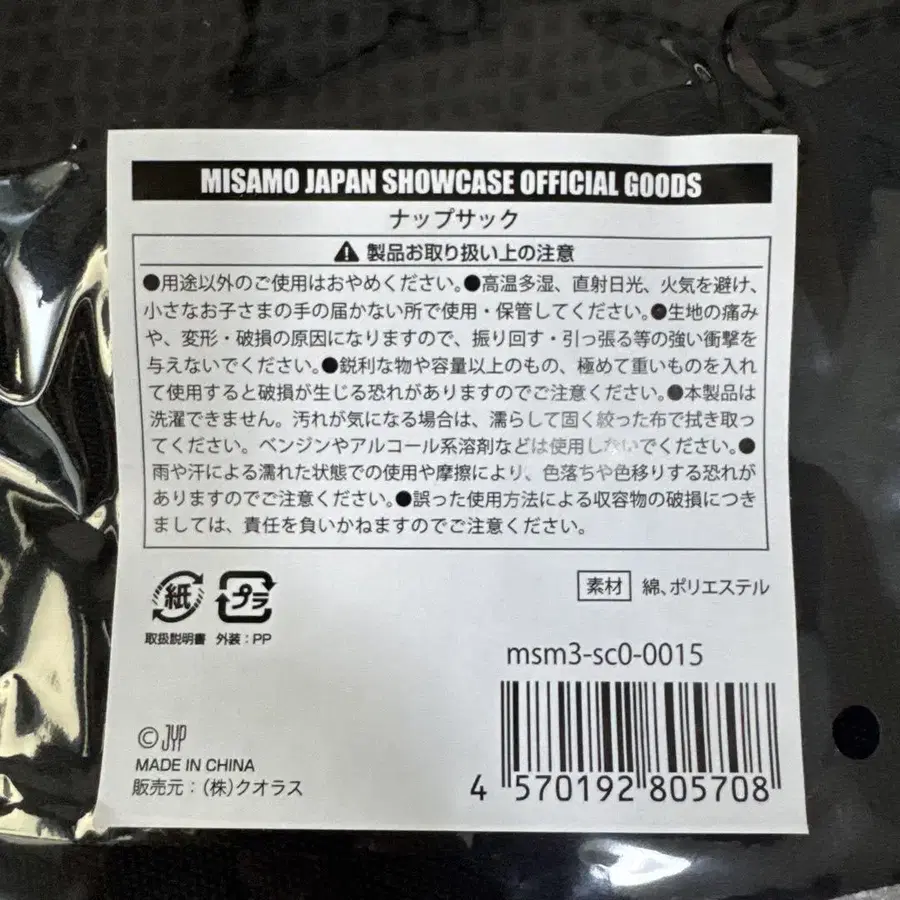 MISAMO JAPAN SHOWCASE OFFICIAL GOODS
ナップサック
製品お取り扱い上の注意
●用途以外のご使用はおやめください。●高温多湿、直射日光、火気を避け、
小さなお子さまの手の届かない所で使用・保管してください。●生地の痛み
や、変形・破損の原因になりますので、振り回す・引っ張る等の強い衝撃を
与えないでください。●鋭利な物や容量以上のもの、極めて重いものを入れ
て使用すると破損が生じる恐れがありますのでご注意ください。●本製品は
洗濯できません。汚れが気になる場合は、濡らして固く絞った布で拭き取っ
てください。ベンジンやアルコール系溶剤などは使用しないでください。●
雨や汗による濡れた状態での使用や摩擦により、色落ちや色移りする恐れが
ありますのでご注意ください。●誤った使用方法による収容物の破損につき
ましては、責任を負いかねますのでご注意ください。
紙 プラ
取扱説明書 外装：PP
素材 綿、ポリエステル
msm3-sc0-0015
4 570192 805708
©JYP
MADE IN CHINA
販売元：（株）クオラス